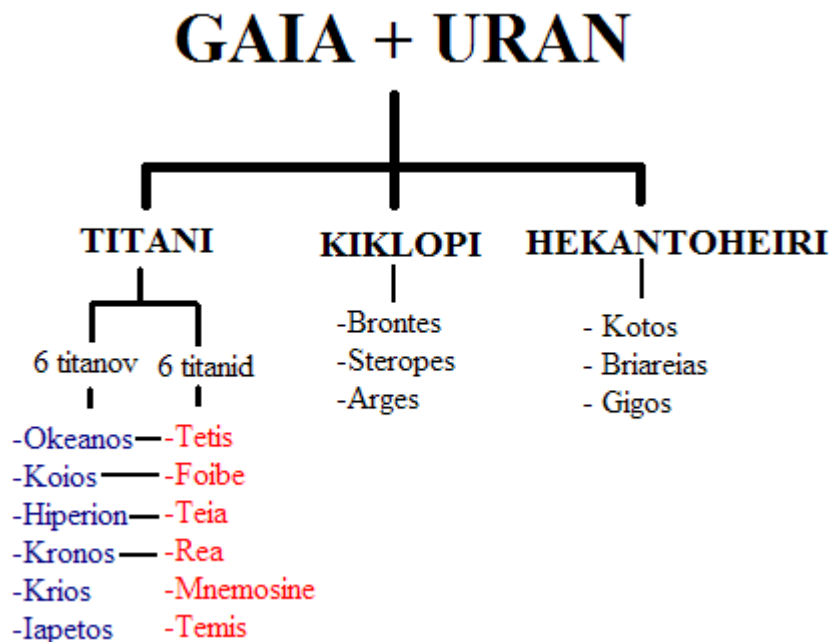 GAIA + URAN
TITANI
KIKLOPI
HEKANTOHEIRI
6 titanov
6 titanid
-Okeanos
-Tetis
-Koios
-Foibe
-Hiperion
-Teia
-Kronos
-Rea
-Krios
-Mnemosine
-Iapetos
-Temis
-Brontes
-Steropes
-Arges
- Kotos
- Briareias
- Gigos